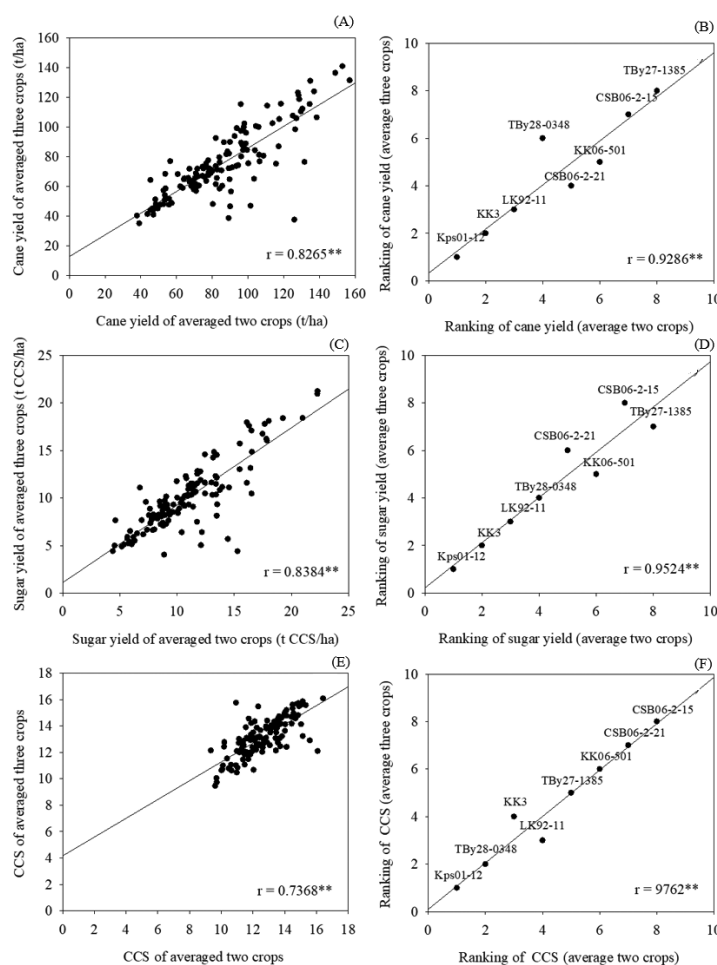 (A)
Cane yield of averaged three crops (t/ha)
160
140
120
100
80
60
40
20
0
r = 0.8265**
0 20 40 60 80 100 120 140 160
Cane yield of averaged two crops (t/ha)
(B)
Ranking of cane yield (average three crops)
10
8
6
4
2
0
TBy27-1385
CSB06-2-15
TBy28-0348
KK06-501
CSB06-2-21
LK92-11
KK3
Kps01-12
r = 0.9286**
0 2 4 6 8 10
Ranking of cane yield (average two crops)
(C)
Sugar yield of averaged three crops (t CCS/ha)
25
20
15
10
5
0
r = 0.8384**
0 5 10 15 20 25
Sugar yield of averaged two crops (t CCS/ha)
(D)
Ranking of sugar yield (average three crops)
10
8
6
4
2
0
CSB06-2-15
TBy27-1385
CSB06-2-21
KK06-501
TBy28-0348
LK92-11
KK3
Kps01-12
r = 0.9524**
0 2 4 6 8 10
Ranking of sugar yield (average two crops)
(E)
CCS of averaged three crops
18
16
14
12
10
8
6
4
2
0
r = 0.7368**
0 2 4 6 8 10 12 14 16 18
CCS of averaged two crops
(F)
Ranking of CCS (average three crops)
10
8
6
4
2
0
CSB06-2-15
CSB06-2-21
KK06-501
TBy27-1385
KK3
LK92-11
TBy28-0348
Kps01-12
r = 9762**
0 2 4 6 8 10
Ranking of CCS (average two crops)